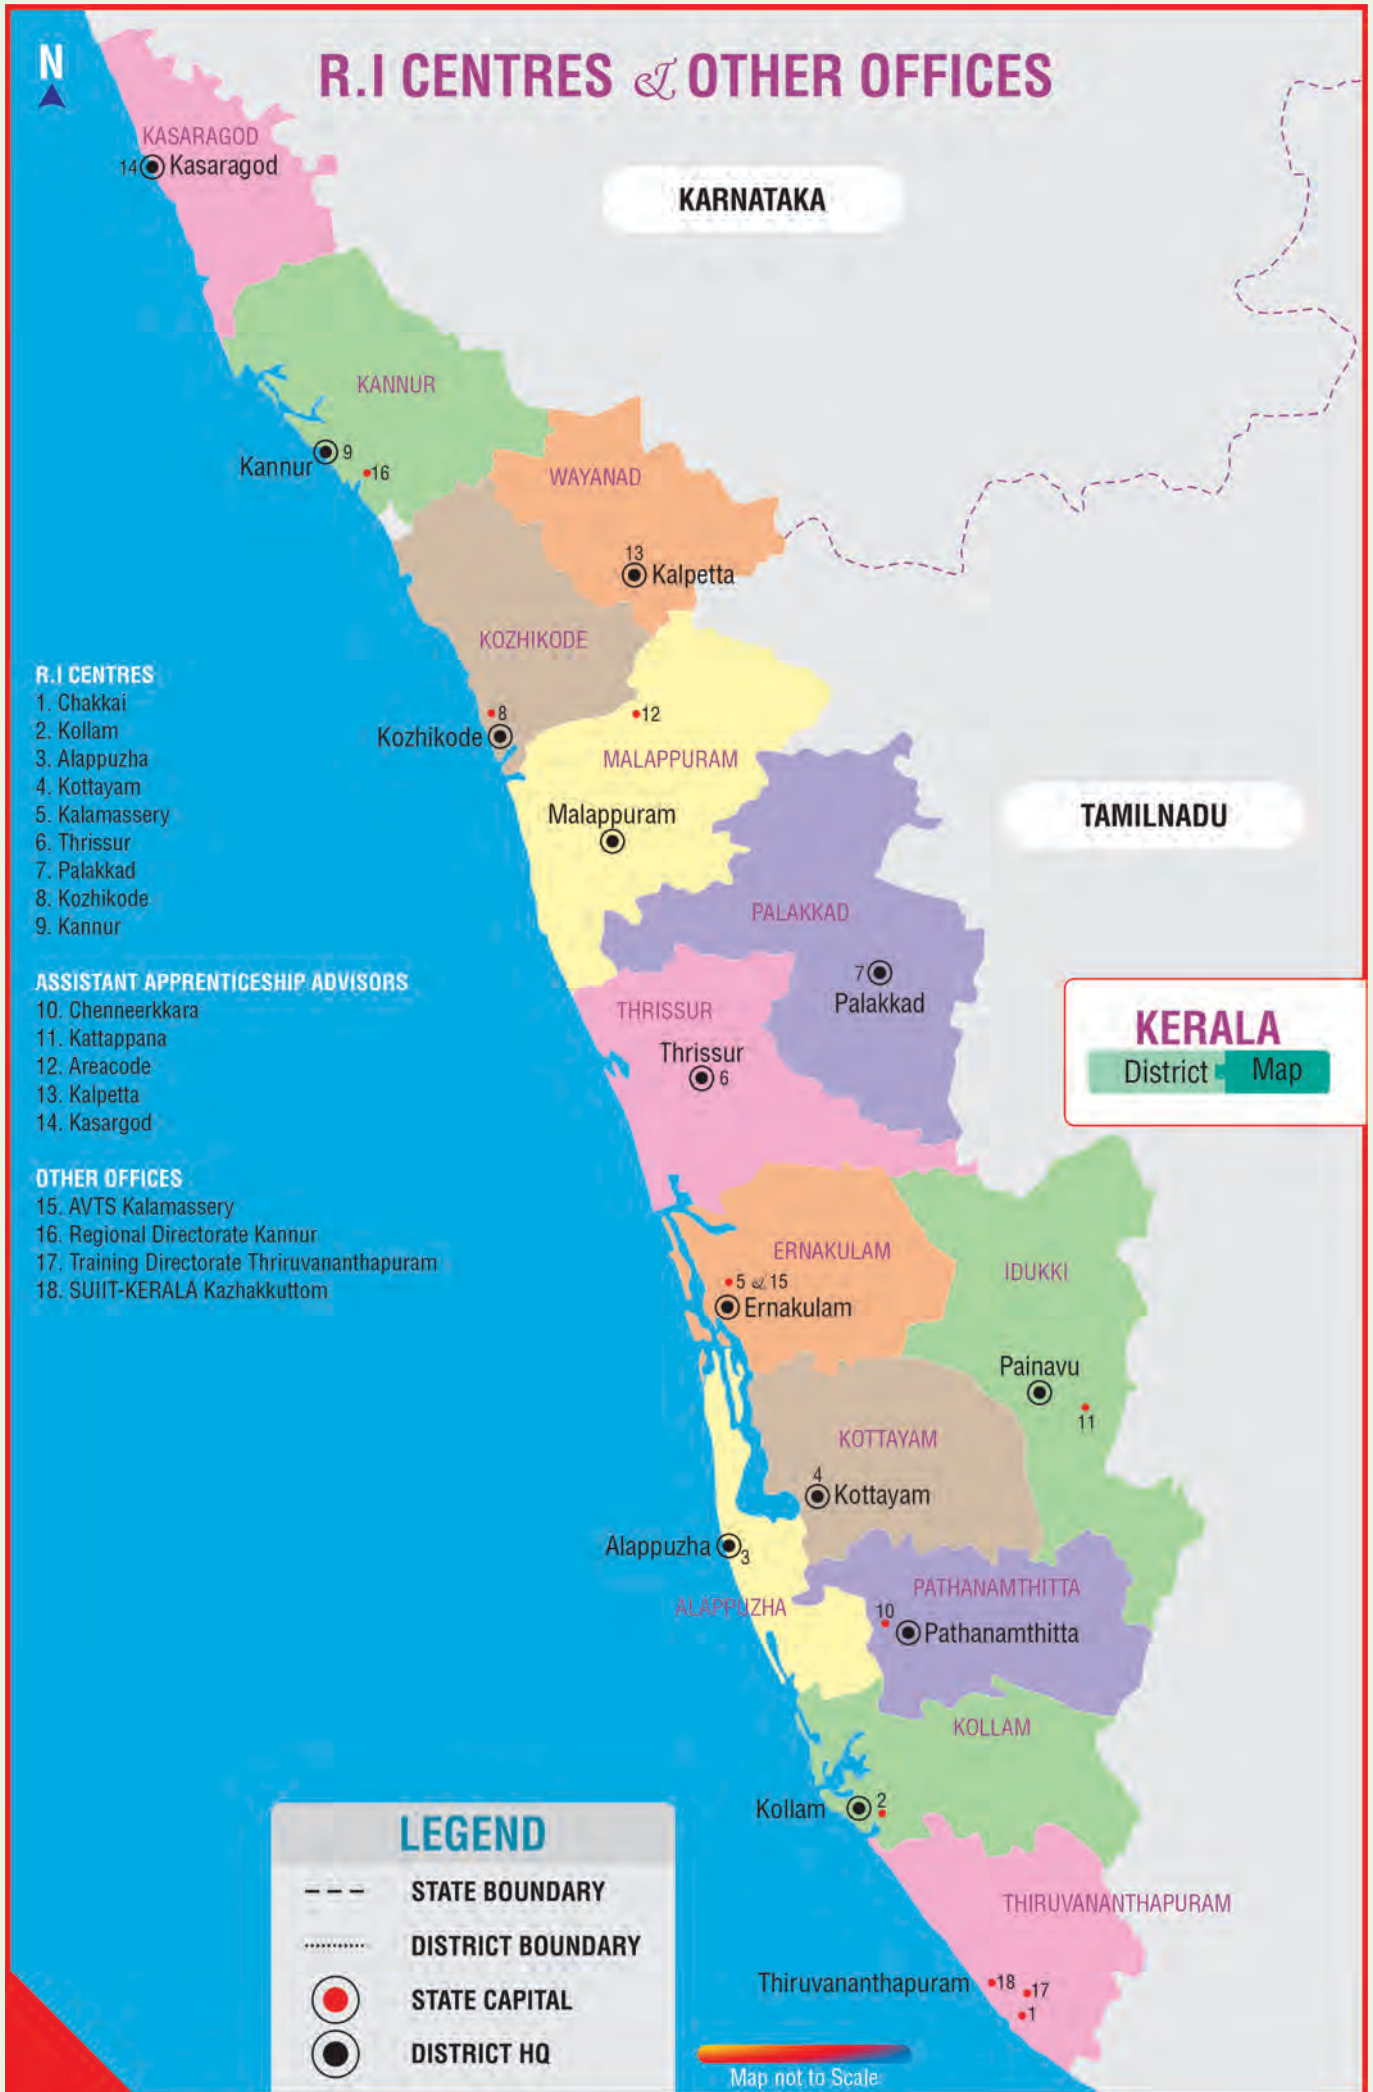 N
R.I CENTRES & OTHER OFFICES
KASARAGOD
14 Kasaragod
KARNATAKA
KANNUR
Kannur 9
16
WAYANAD
13
Kalpetta
KOZHIKODE
8
Kozhikode
12
MALAPPURAM
Malappuram
TAMILNADU
R.I CENTRES
1. Chakkai
2. Kollam
3. Alappuzha
4. Kottayam
5. Kalamassery
6. Thrissur
7. Palakkad
8. Kozhikode
9. Kannur
ASSISTANT APPRENTICESHIP ADVISORS
10. Chenneerkkara
11. Kattappana
12. Areacode
13. Kalpetta
14. Kasargod
OTHER OFFICES
15. AVTS Kalamassery
16. Regional Directorate Kannur
17. Training Directorate Thriruvananthapuram
18. SUIIT-KERALA Kazhakkuttom
PALAKKAD
7
Palakkad
THRISSUR
Thrissur
6
KERALA
District Map
ERNAKULAM
5 & 15
Ernakulam
IDUKKI
Painavu
11
KOTTAYAM
4
Kottayam
Alappuzha 3
ALAPPUZHA
PATHANAMTHITTA
10
Pathanamthitta
KOLLAM
Kollam 2
THIRUVANANTHAPURAM
Thiruvananthapuram 18
17
1
LEGEND
STATE BOUNDARY
DISTRICT BOUNDARY
STATE CAPITAL
DISTRICT HQ
Map not to Scale